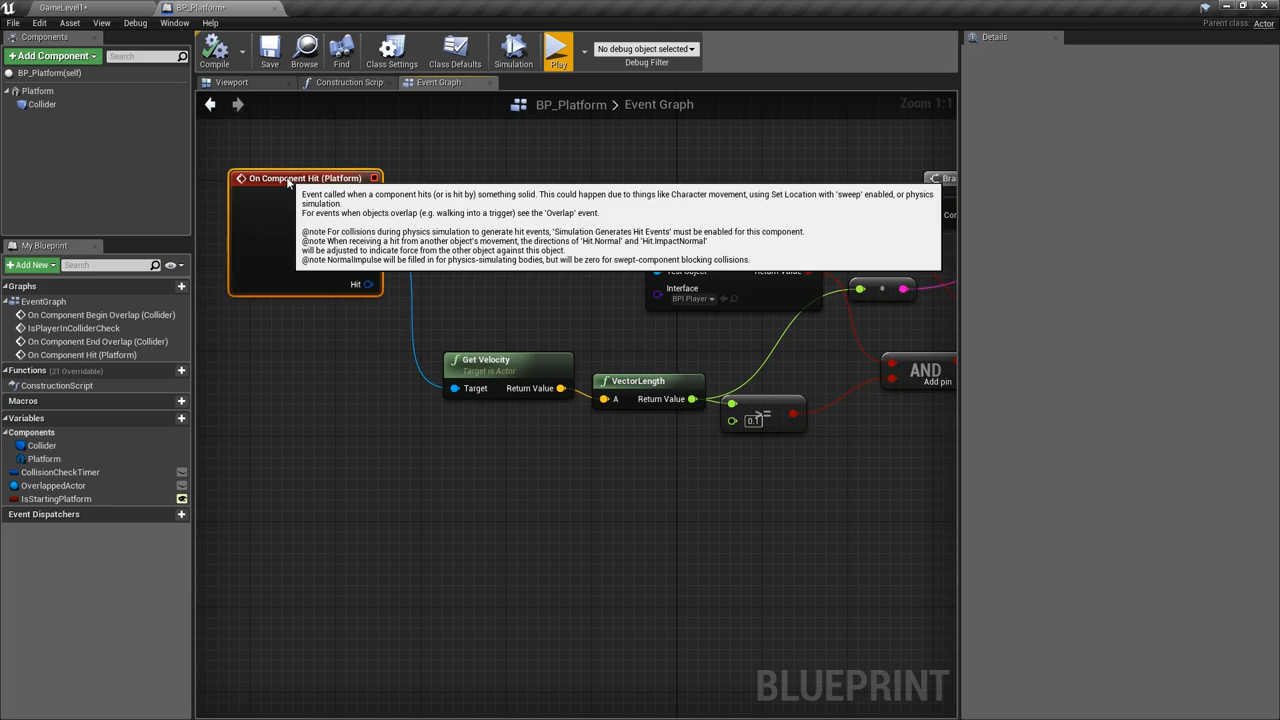 GameLevel1*
BP_Platform*
File Edit Asset View Debug Window Help
Parent class: Actor
Components
+ Add Component
Search
BP_Platform(self)
Platform
Collider
Compile
Save
Browse
Find
Class Settings
Class Defaults
Simulation
Play
No debug object selected
Debug Filter
Details
Viewport
Construction Scrip
Event Graph
BP_Platform > Event Graph
Zoom 1:1
On Component Hit (Platform)
Bra
Event called when a component hits (or is hit by) something solid. This could happen due to things like Character movement, using Set Location with 'sweep' enabled, or physics
simulation.
For events when objects overlap (e.g. walking into a trigger) see the 'Overlap' event.
@note For collisions during physics simulation to generate hit events, 'Simulation Generates Hit Events' must be enabled for this component.
@note When receiving a hit from another object's movement, the directions of 'Hit.Normal' and 'Hit.ImpactNormal'
will be adjusted to indicate force from the other object against this object.
@note NormalImpulse will be filled in for physics-simulating bodies, but will be zero for swept-component blocking collisions.
Con
Hit
Interface
BPI Player
Get Velocity
Target is Actor
Target
Return Value
VectorLength
A
Return Value
>=
0.1
AND
Add pin
My Blueprint
+ Add New
Search
Graphs
EventGraph
On Component Begin Overlap (Collider)
IsPlayerInColliderCheck
On Component End Overlap (Collider)
On Component Hit (Platform)
Functions (21 Overridable)
ConstructionScript
Macros
Variables
Components
Collider
Platform
CollisionCheckTimer
OverlappedActor
IsStartingPlatform
Event Dispatchers
BLUEPRINT